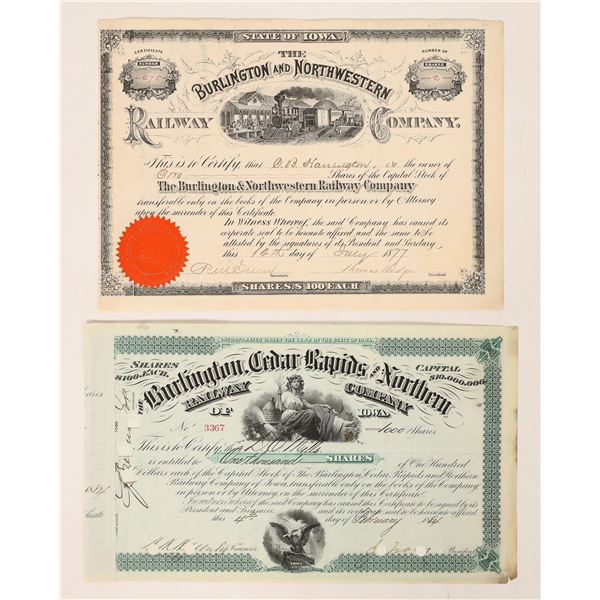 STATE OF IOWA.
CERTIFICATE
NUMBER
675
NUMBER OF
SHARES
2
THE
BURLINGTON AND NORTHWESTERN
RAILWAY COMPANY.
This is to Certify, that C. B. Harrington, is the owner of
Shares of the Capital Stock of
The Burlington & Northwestern Railway Company
transferable only on the books of the Company in person or by Attorney
upon the surrender of this Certificate.
In Witness Whereof, the said Company has caused its
corporate seal to be hereunto affixed and the same to be
attested by the signatures of its President and Secretary
this day of July 1877
Secretary
President
SHARES $100 EACH
INCORPORATED UNDER THE LAWS OF THE STATE OF IOWA.
SHARES
$100. EACH.
CAPITAL
$10,000,000.
THE Burlington, Cedar Rapids and Northern
RAILWAY COMPANY
OF IOWA.
No. 3367
1000 Shares
This is to Certify that
is entitled to One thousand SHARES of One Hundred
Dollars each of the Capital Stock of The Burlington, Cedar Rapids and Northern
Railway Company of Iowa, transferable only on the books of the Company
in person or by Attorney, on the surrender of this Certificate.
In witness whereof, the said Company has caused this Certificate to be signed by its
President and Treasurer, and its corporate seal to be hereunto affixed
this 4th day of February
Treasurer
President